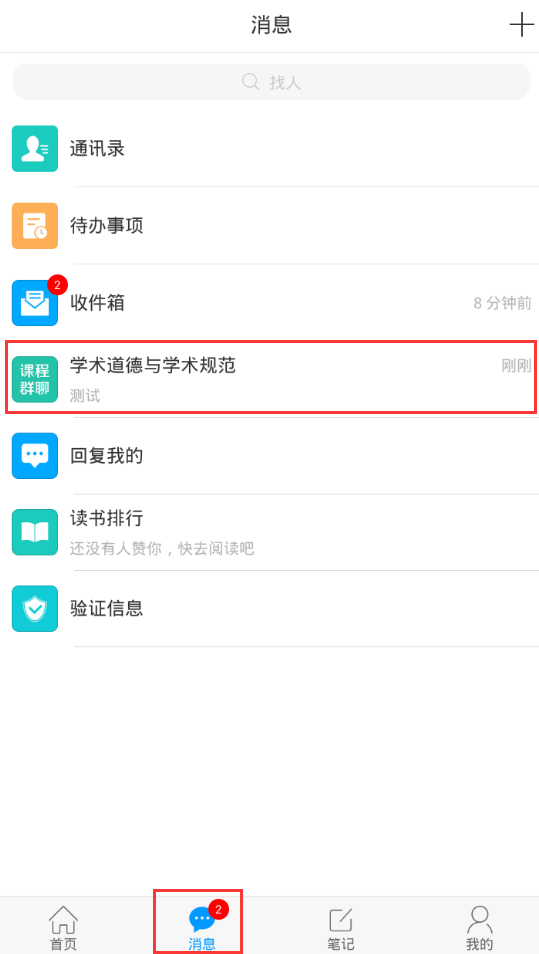 消息
找人
通讯录
待办事项
2
收件箱
8 分钟前
课程
群聊
学术道德与学术规范
刚刚
测试
回复我的
读书排行
还没有人赞你，快去阅读吧
验证信息
2
首页
消息
笔记
我的